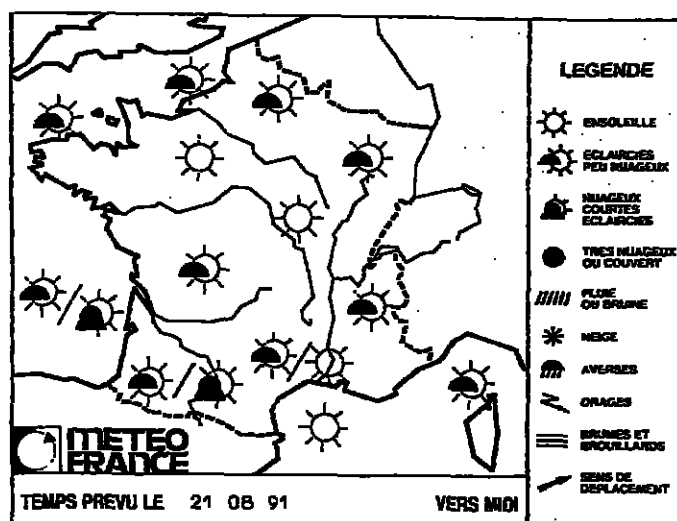 LEGENDE
ENSOLEILLE
ECLAIRCIES
PEU NUAGEUX
NUAGEUX
COURTES
ECLAIRCIES
TRES NUAGEUX
OU COUVERT
PLUIE
OU BRUINE
NEIGE
AVERSES
ORAGES
BRUMES ET
BROUILLARDS
SENS DE
DEPLACEMENT
METEO
FRANCE
TEMPS PREVU LE 21 08 91 VERS MIDI